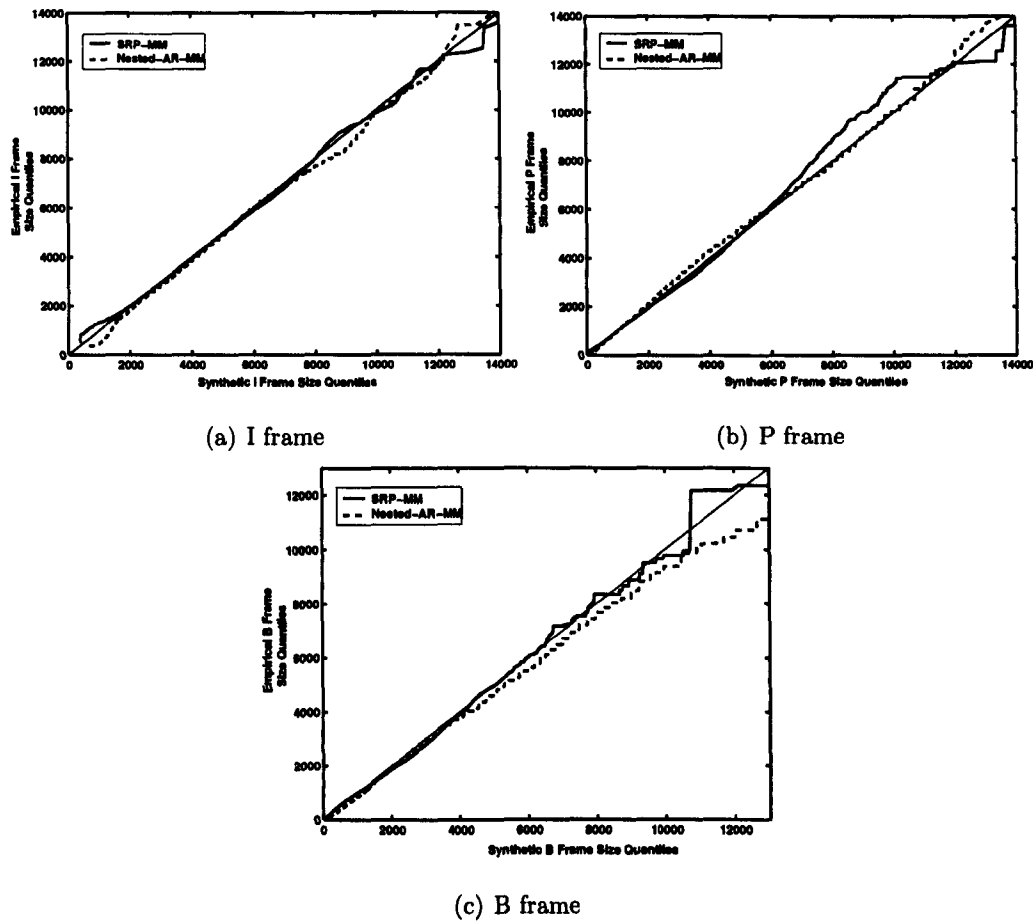 14000
12000
10000
8000
6000
4000
2000
0
SRP-MM
Nested-AR-MM
Empirical I Frame
Size Quantiles
0 2000 4000 6000 8000 10000 12000 14000
Synthetic I Frame Size Quantiles
(a) I frame
14000
12000
10000
8000
6000
4000
2000
0
SRP-MM
Nested-AR-MM
Empirical P Frame
Size Quantiles
0 2000 4000 6000 8000 10000 12000 14000
Synthetic P Frame Size Quantiles
(b) P frame
12000
10000
8000
6000
4000
2000
0
SRP-MM
Nested-AR-MM
Empirical B Frame
Size Quantiles
0 2000 4000 6000 8000 10000 12000
Synthetic B Frame Size Quantiles
(c) B frame